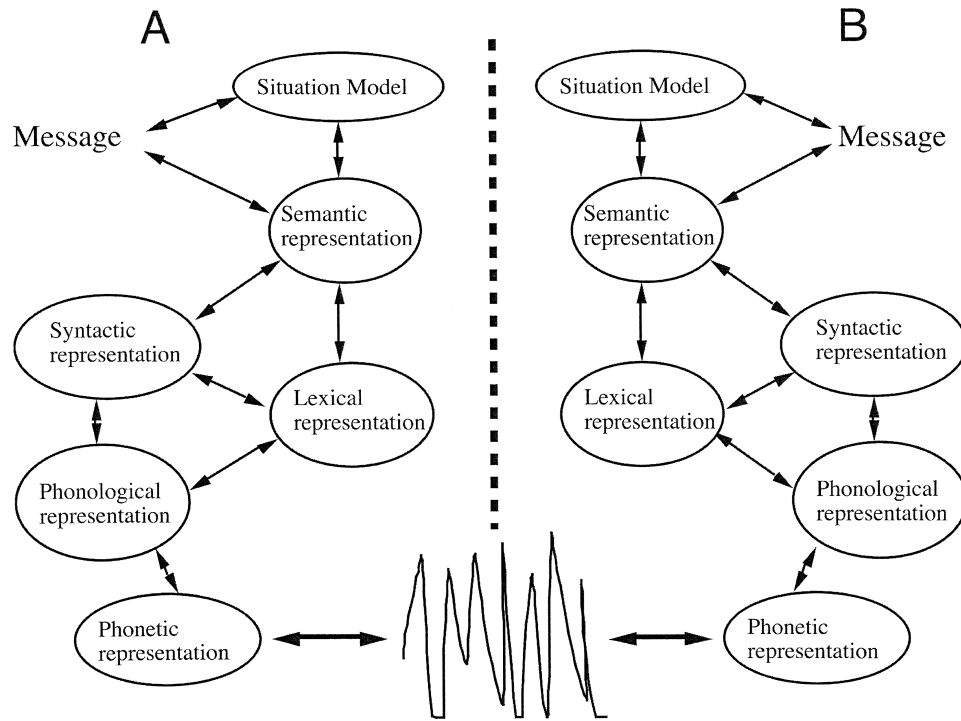 A
B
Situation Model
Situation Model
Message
Message
Semantic
representation
Semantic
representation
Syntactic
representation
Syntactic
representation
Lexical
representation
Lexical
representation
Phonological
representation
Phonological
representation
Phonetic
representation
Phonetic
representation